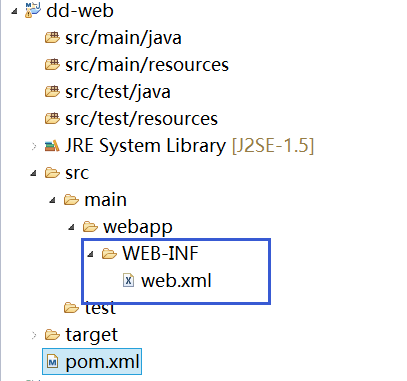 dd-web
src/main/java
src/main/resources
src/test/java
src/test/resources
JRE System Library [J2SE-1.5]
src
main
webapp
WEB-INF
web.xml
test
target
pom.xml